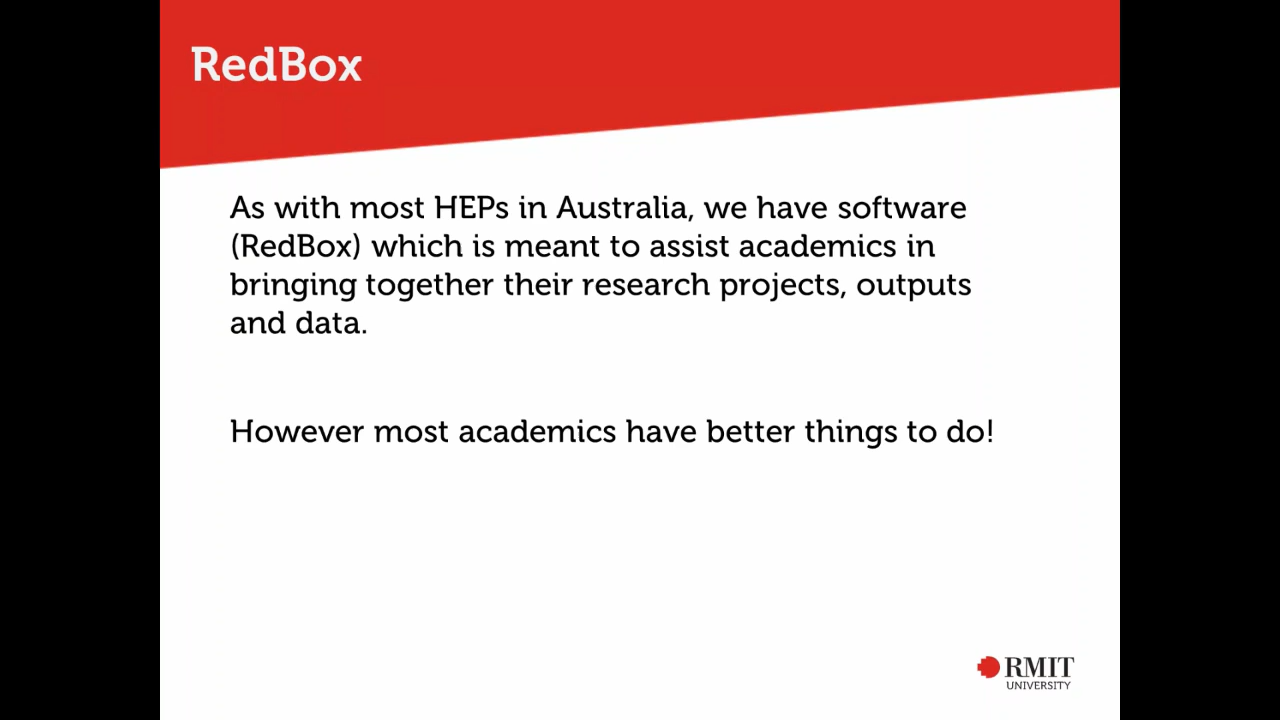 RedBox
As with most HEPs in Australia, we have software
(RedBox) which is meant to assist academics in
bringing together their research projects, outputs
and data.
However most academics have better things to do!
RMIT
UNIVERSITY